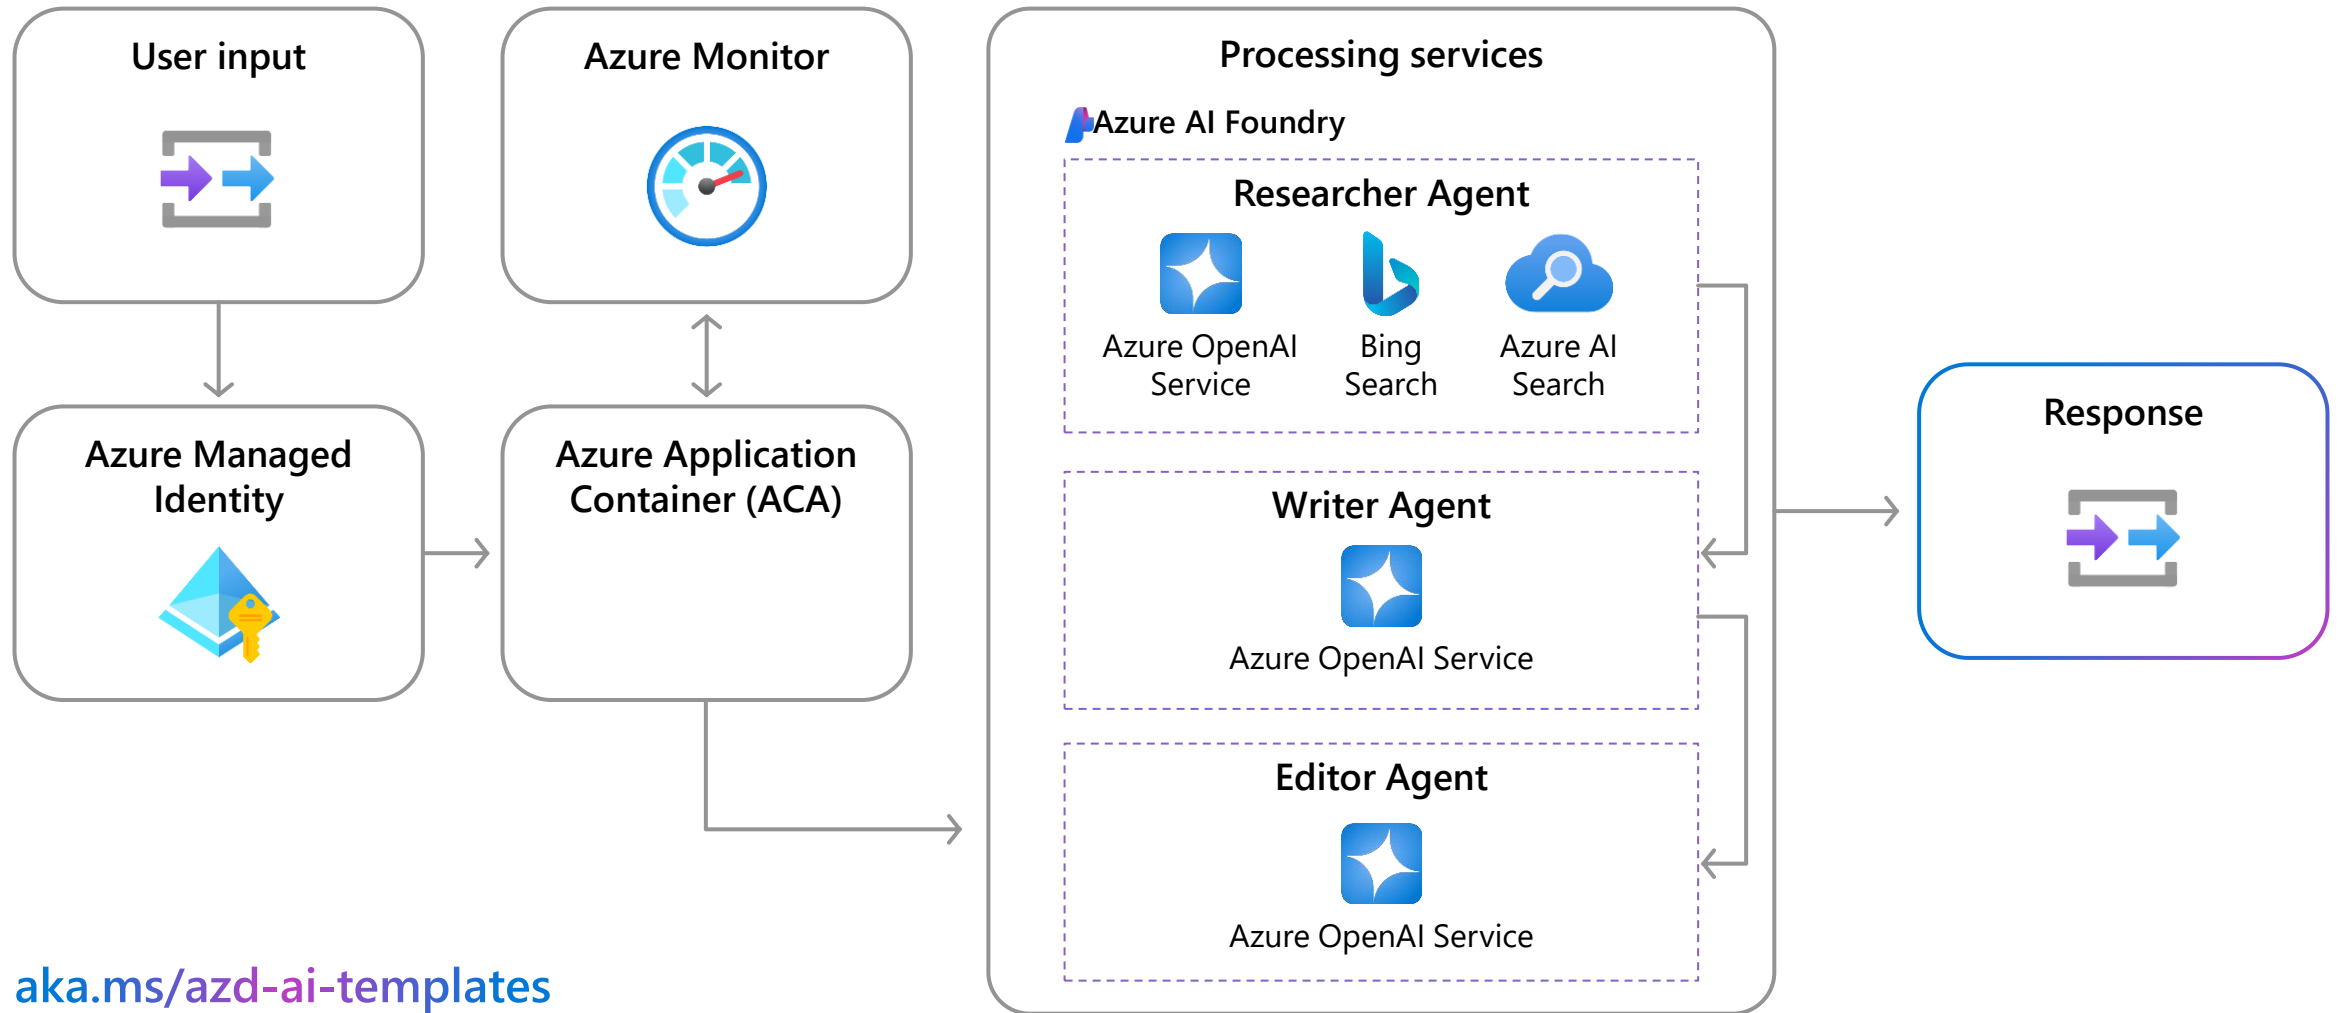 User input
Azure Monitor
Azure Managed
Identity
Azure Application
Container (ACA)
Processing services
Azure AI Foundry
Researcher Agent
Azure OpenAI
Service
Bing
Search
Azure AI
Search
Writer Agent
Azure OpenAI Service
Editor Agent
Azure OpenAI Service
Response
aka.ms/azd-ai-templates